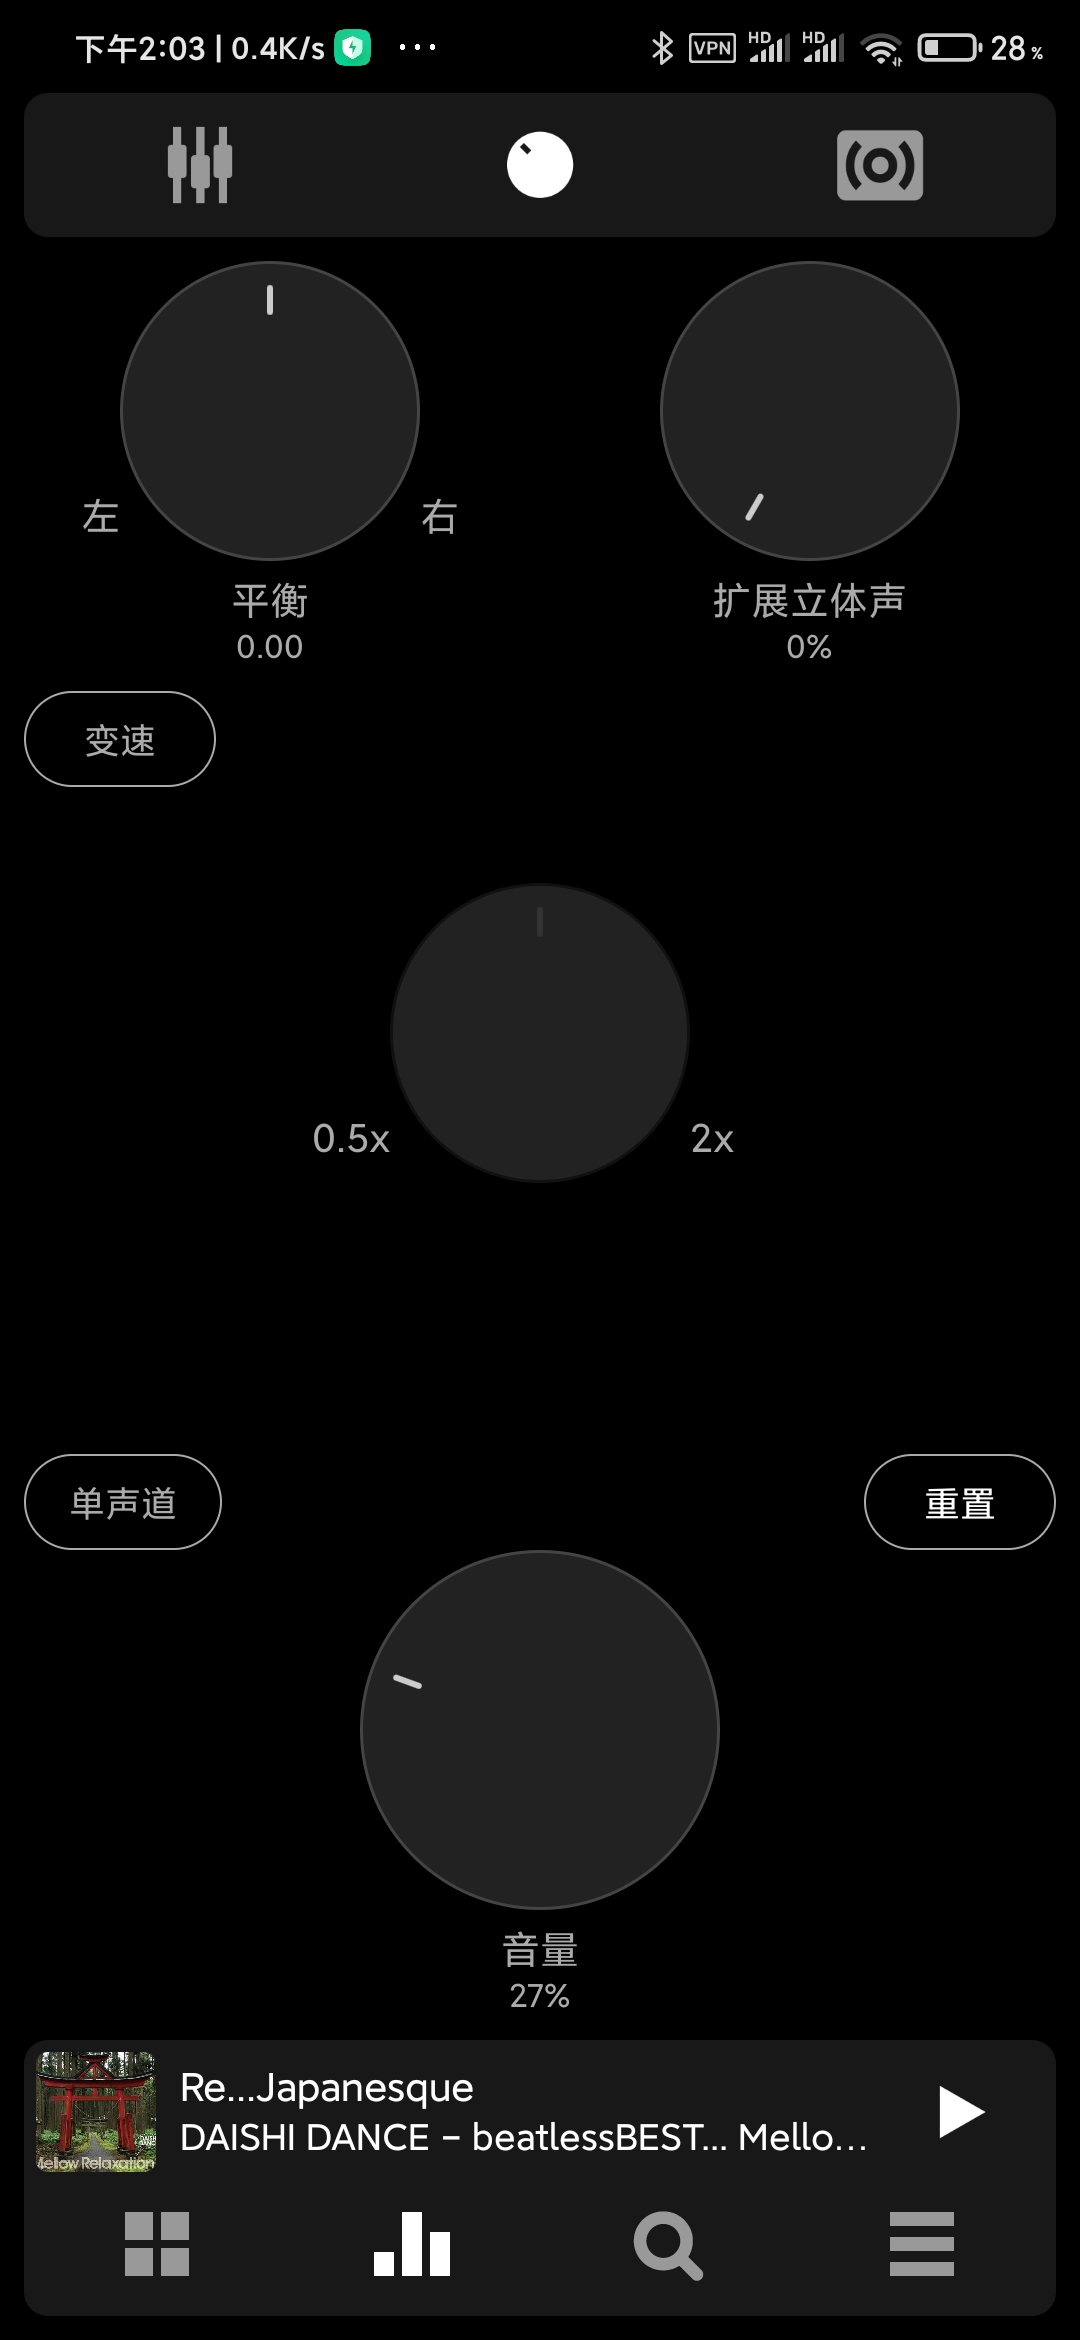 下午2:03 | 0.4K/s ... VPN HD HD 28 %
左 右
平衡 扩展立体声
0.00 0%
变速
0.5x 2x
单声道 重置
音量
27%
Re...Japanesque
DAISHI DANCE - beatlessBEST... Mello...
Mellow Relaxation